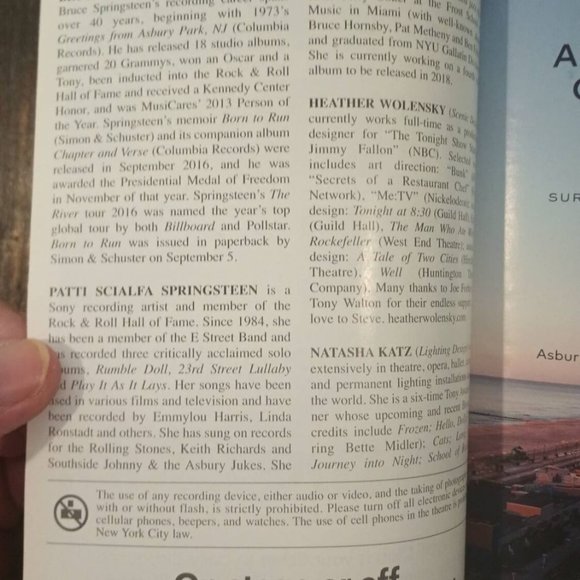 Bruce Springsteen's recording career
over 40 years, beginning with 1973's
Greetings from Asbury Park, NJ (Columbia
Records). He has released 18 studio albums,
garnered 20 Grammys, won an Oscar and a
Tony, been inducted into the Rock & Roll
Hall of Fame and received a Kennedy Center
Honor, and was MusiCares' 2013 Person of
the Year. Springsteen's memoir Born to Run
(Simon & Schuster) and its companion album
Chapter and Verse (Columbia Records) were
released in September 2016, and he was
awarded the Presidential Medal of Freedom
in November of that year. Springsteen's The
River tour 2016 was named the year's top
global tour by both Billboard and Pollstar.
Born to Run was issued in paperback by
Simon & Schuster on September 5.
PATTI SCIALFA SPRINGSTEEN is a
Sony recording artist and member of the
Rock & Roll Hall of Fame. Since 1984, she
has been a member of the E Street Band and
has recorded three critically acclaimed solo
albums, Rumble Doll, 23rd Street Lullaby
and Play It As It Lays. Her songs have been
used in various films and television and have
been recorded by Emmylou Harris, Linda
Ronstadt and others. She has sung on records
for the Rolling Stones, Keith Richards and
Southside Johnny & the Asbury Jukes. She
at the Frost School
Music in Miami (with well-known
Bruce Hornsby, Pat Metheny and Ben
and graduated from NYU Gallatin
She is currently working on a fourth
album to be released in 2018.
HEATHER WOLENSKY (Scenic
currently works full-time as a
designer for "The Tonight Show
Jimmy Fallon" (NBC). Selected
includes art direction: "Bunk"
"Secrets of a Restaurant Chef"
Network), "Me:TV" (Nickelodeon)
design: Tonight at 8:30 (Guild Hall)
(Guild Hall), The Man Who
Rockefeller (West End Theatre);
design: A Tale of Two Cities
Theatre), Well (Huntington
Company). Many thanks to Joe
Tony Walton for their endless support
love to Steve. heatherwolensky.com
NATASHA KATZ (Lighting Design)
extensively in theatre, opera, ballet
and permanent lighting installations
the world. She is a six-time Tony
ner whose upcoming and recent
credits include Frozen; Hello, Dolly
ring Bette Midler); Cats; Long
Journey into Night; School of
The use of any recording device, either audio or video, and the taking of
with or without flash, is strictly prohibited. Please turn off all electronic
cellular phones, beepers, and watches. The use of cell phones in the theatre is
New York City law.
A
SUR
Asbur